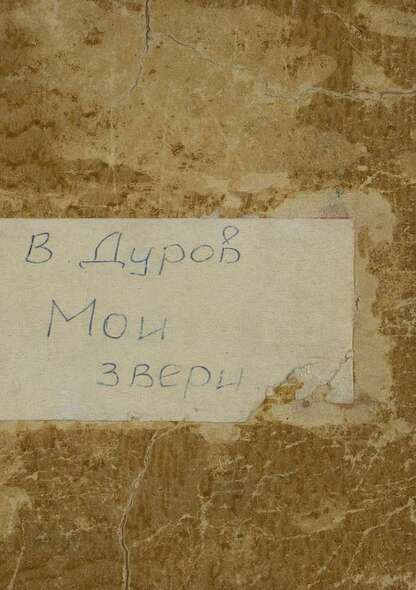 В. Дуров
Мои
звери